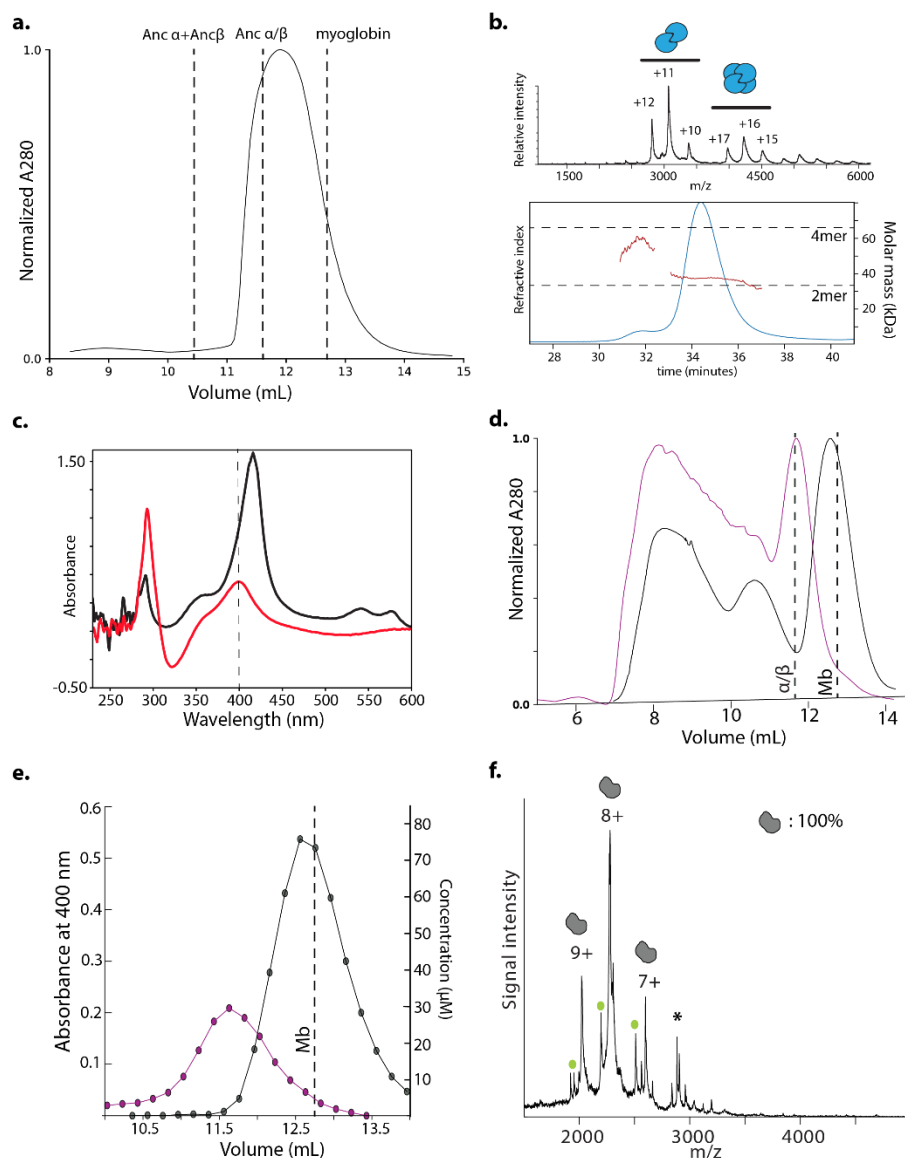 a.
Anc α+Ancβ
Anc α/β
myoglobin
1.0
0.0
Normalized A280
8
9
10
11
12
13
14
15
Volume (mL)
b.
+12
+11
+10
+17
+16
+15
Relative intensity
1500
3000
4500
6000
m/z
Refractive index
4mer
2mer
60
40
20
Molar mass (kDa)
28
30
32
34
36
38
40
time (minutes)
c.
1.50
-0.50
Absorbance
250
300
350
400
450
500
550
600
Wavelength (nm)
d.
1.0
0.0
Normalized A280
α/β
Mb
6
8
10
12
14
Volume (mL)
e.
0.6
0.5
0.4
0.3
0.2
0.1
Absorbance at 400 nm
Mb
80
70
60
50
40
30
20
10
Concentration (μM)
10.5
11.5
12.5
13.5
Volume (mL)
f.
8+
: 100%
9+
7+
*
Signal intensity
2000
3000
4000
m/z